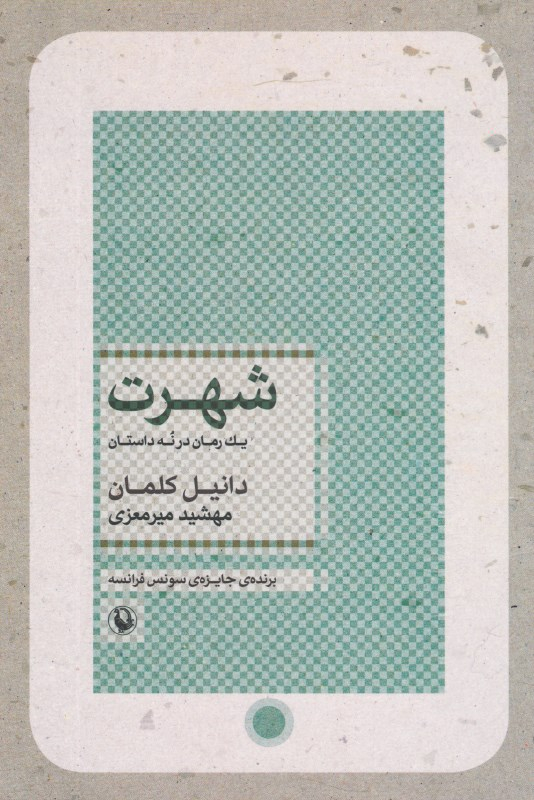 شهرت
یک رمان در نُه داستان
دانیل کلمان
مهشید میرمعزی
برنده‌ی جایزه‌ی سونس فرانسه